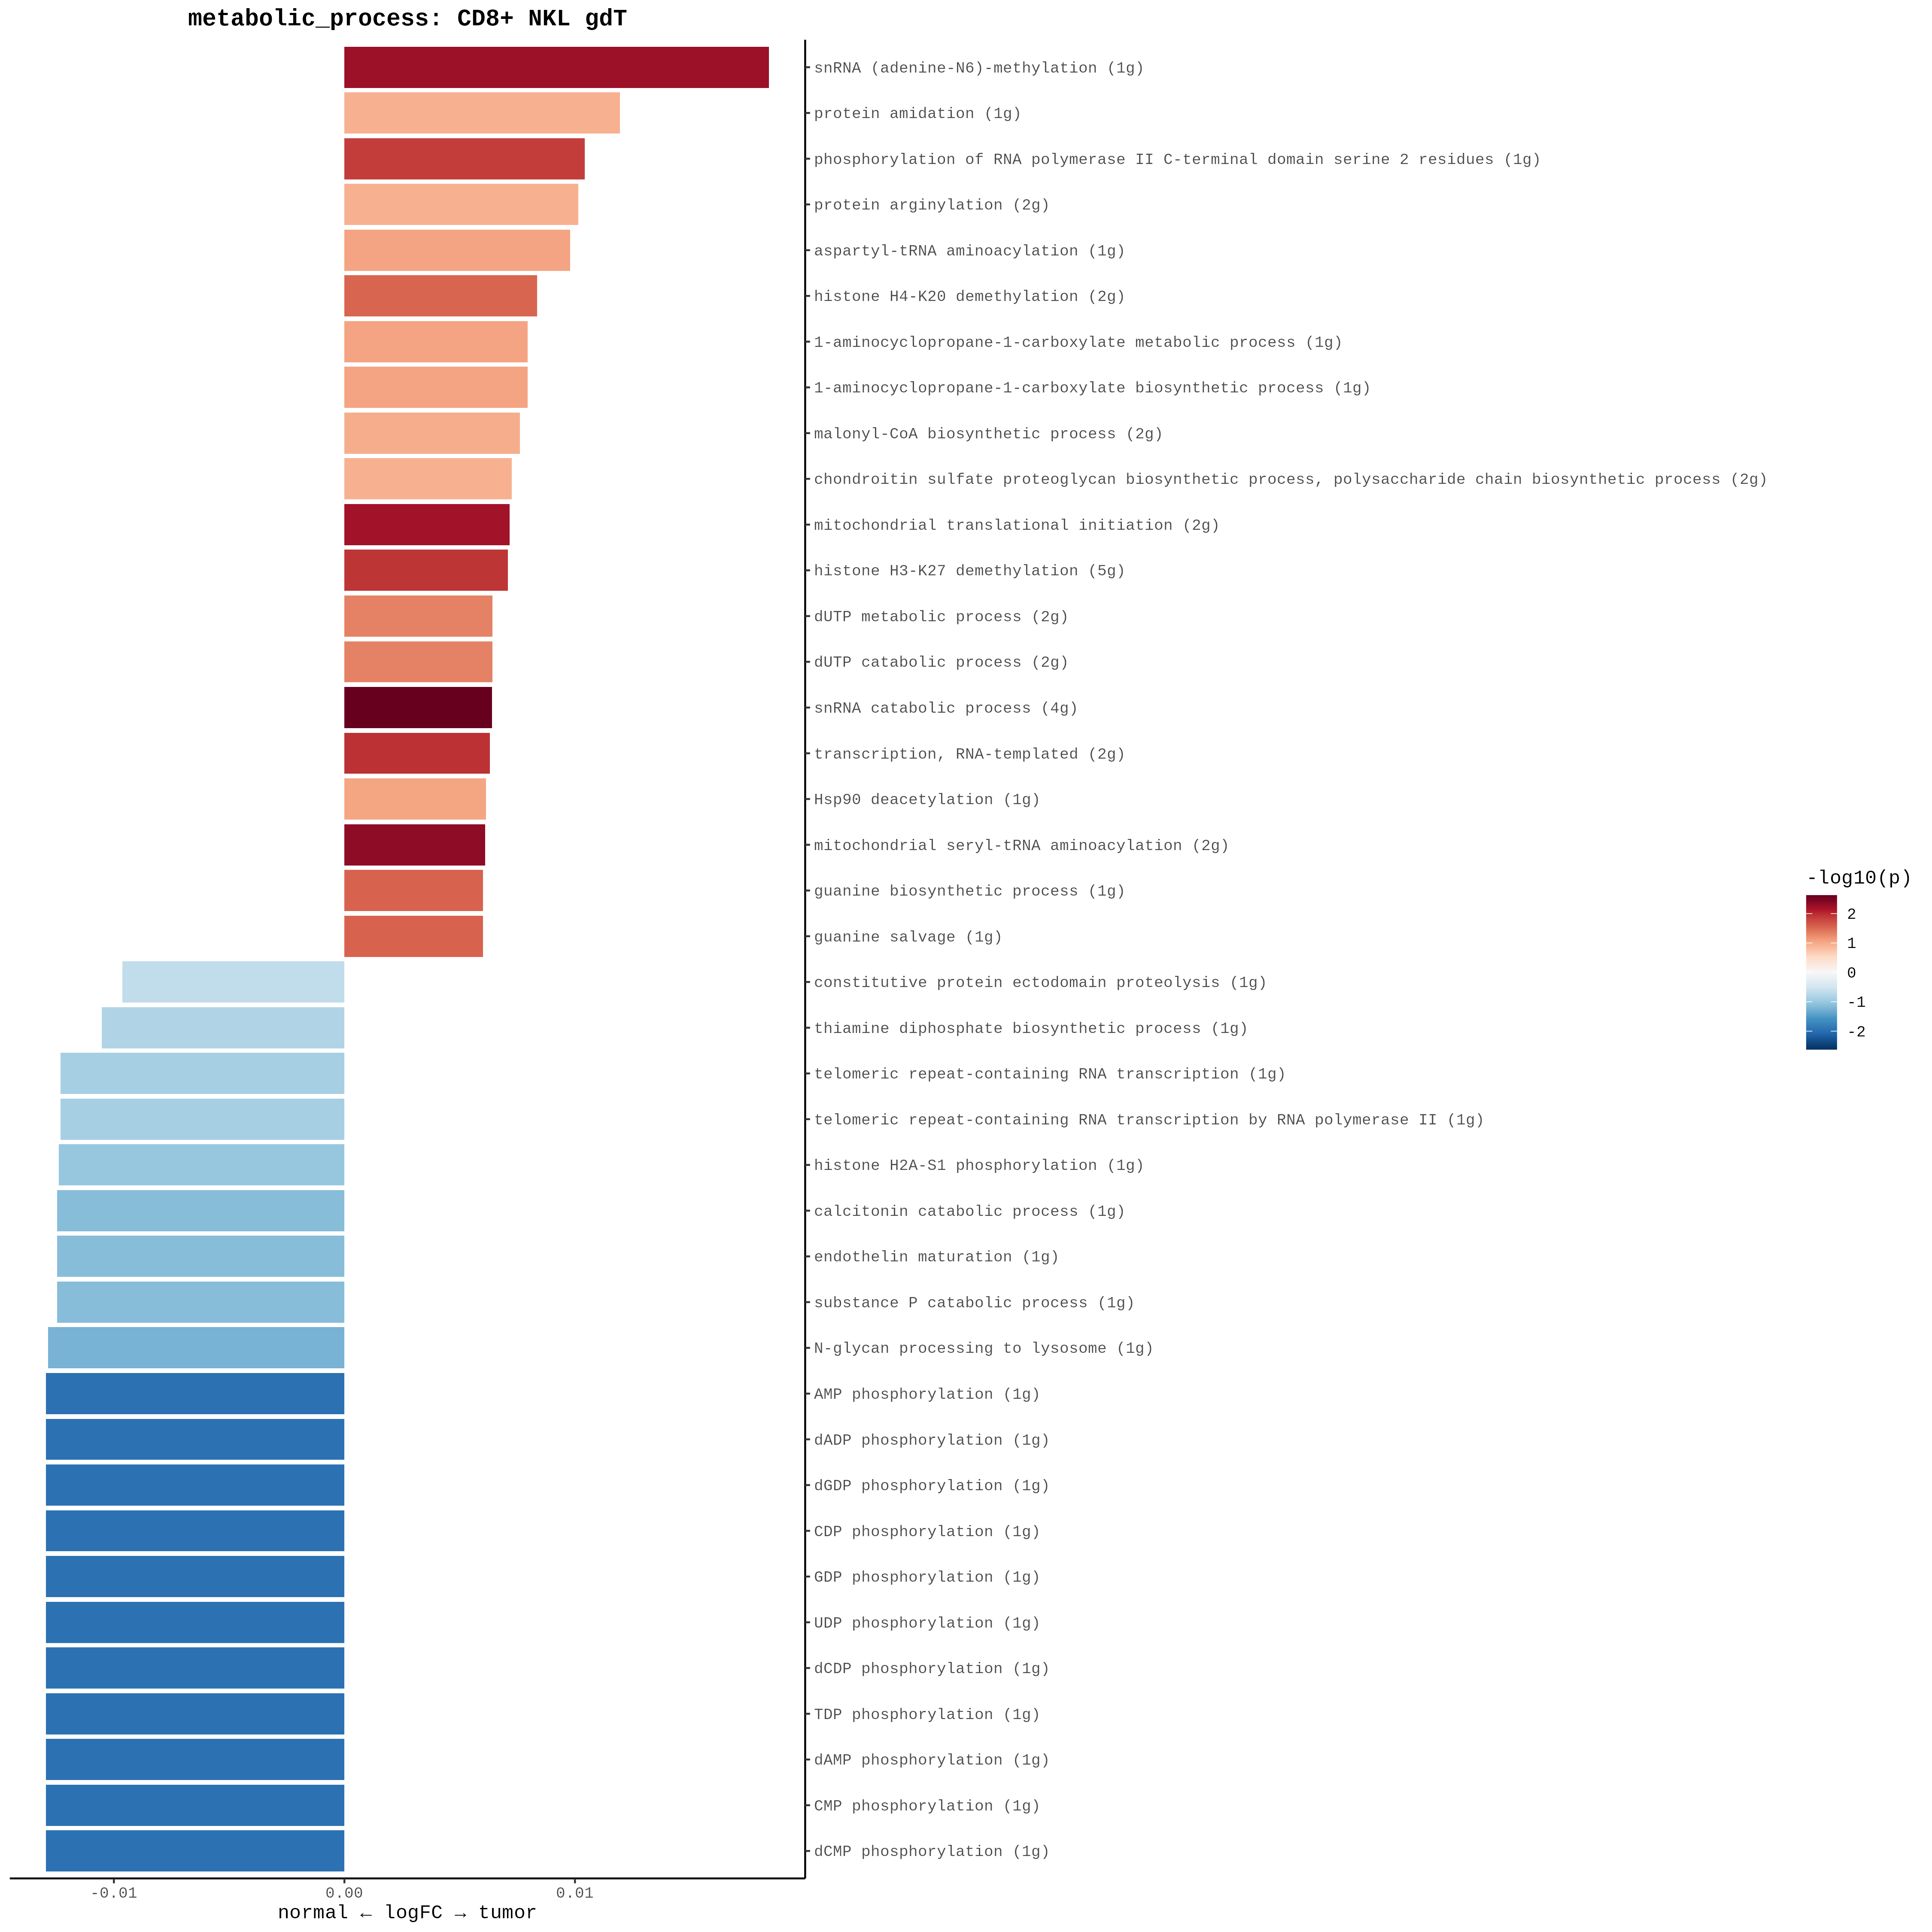 metabolic_process: CD8+ NKL gdT
snRNA (adenine-N6)-methylation (1g)
protein amidation (1g)
phosphorylation of RNA polymerase II C-terminal domain serine 2 residues (1g)
protein arginylation (2g)
aspartyl-tRNA aminoacylation (1g)
histone H4-K20 demethylation (2g)
1-aminocyclopropane-1-carboxylate metabolic process (1g)
1-aminocyclopropane-1-carboxylate biosynthetic process (1g)
malonyl-CoA biosynthetic process (2g)
chondroitin sulfate proteoglycan biosynthetic process, polysaccharide chain biosynthetic process (2g)
mitochondrial translational initiation (2g)
histone H3-K27 demethylation (5g)
dUTP metabolic process (2g)
dUTP catabolic process (2g)
snRNA catabolic process (4g)
transcription, RNA-templated (2g)
Hsp90 deacetylation (1g)
mitochondrial seryl-tRNA aminoacylation (2g)
guanine biosynthetic process (1g)
guanine salvage (1g)
constitutive protein ectodomain proteolysis (1g)
thiamine diphosphate biosynthetic process (1g)
telomeric repeat-containing RNA transcription (1g)
telomeric repeat-containing RNA transcription by RNA polymerase II (1g)
histone H2A-S1 phosphorylation (1g)
calcitonin catabolic process (1g)
endothelin maturation (1g)
substance P catabolic process (1g)
N-glycan processing to lysosome (1g)
AMP phosphorylation (1g)
dADP phosphorylation (1g)
dGDP phosphorylation (1g)
CDP phosphorylation (1g)
GDP phosphorylation (1g)
UDP phosphorylation (1g)
dCDP phosphorylation (1g)
TDP phosphorylation (1g)
dAMP phosphorylation (1g)
CMP phosphorylation (1g)
dCMP phosphorylation (1g)
-0.01 0.00 0.01
normal ← logFC → tumor
-log10(p)
2
1
0
-1
-2